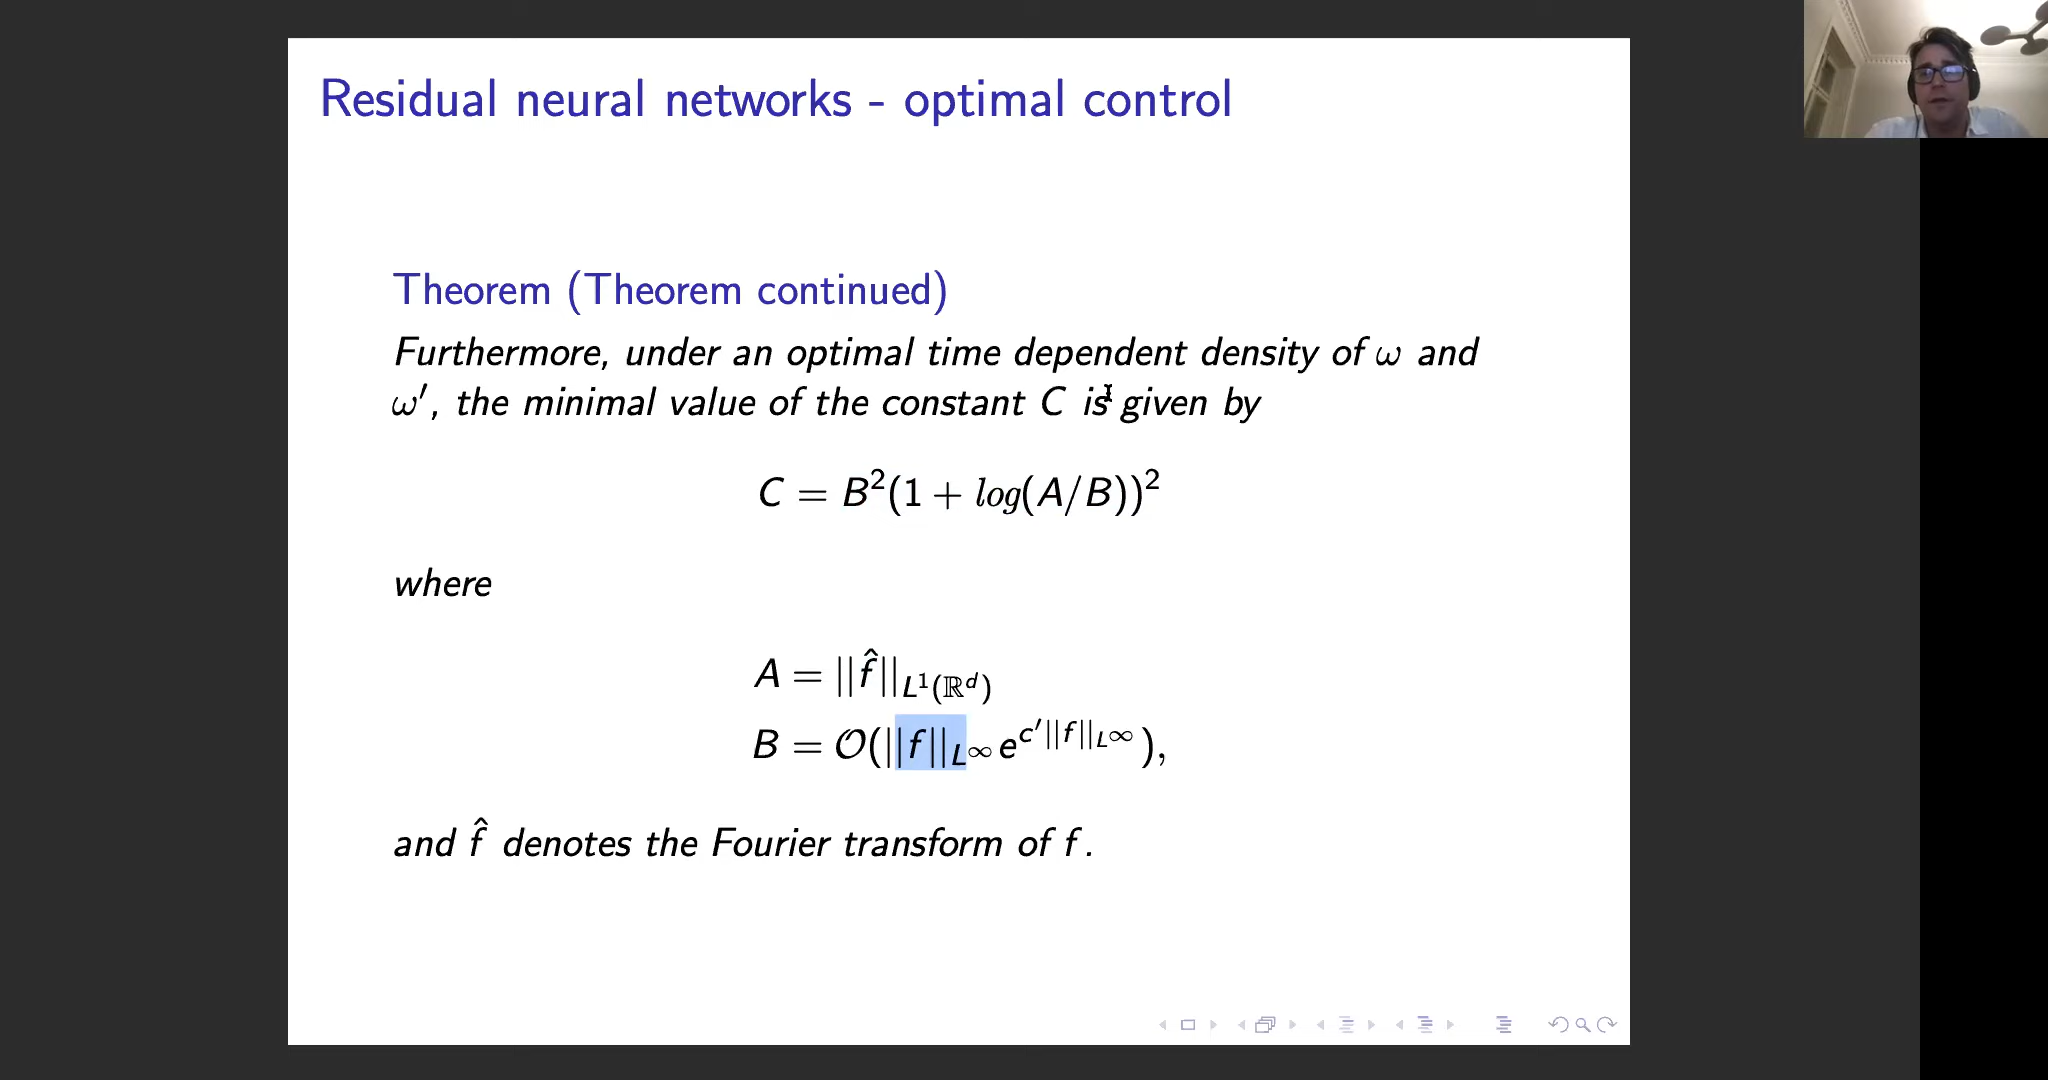 Residual neural networks - optimal control
Theorem (Theorem continued)
Furthermore, under an optimal time dependent density of ω and
ω′, the minimal value of the constant C is given by
C = B²(1 + log(A/B))²
where
A = ||f̂||_{L¹(ℝᵈ)}
B = 𝒪(||f||_{L^∞} e^{c′||f||_{L^∞}}),
and f̂ denotes the Fourier transform of f.